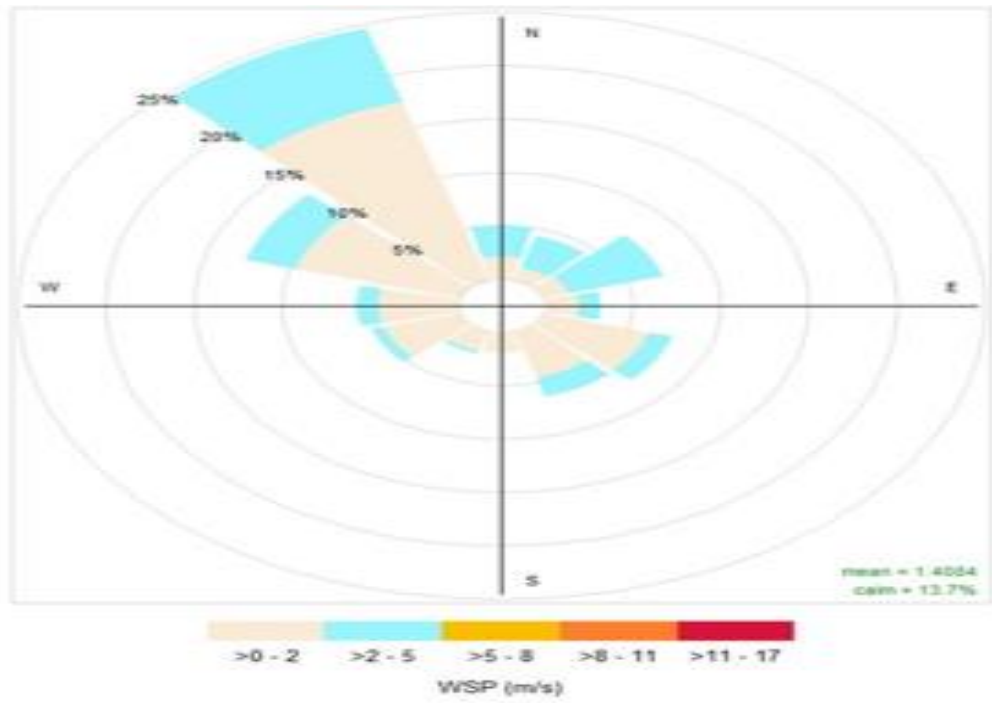 N
25%
20%
15%
10%
5%
W
E
S
mean = 1.4084
calm = 13.7%
>0 - 2 >2 - 5 >5 - 8 >8 - 11 >11 - 17
WSP (m/s)